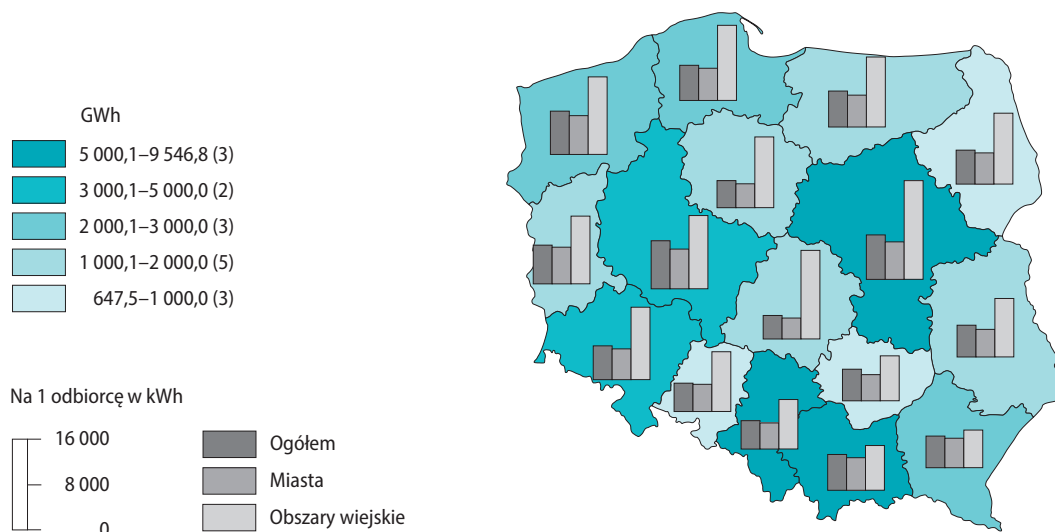 GWh
5 000,1–9 546,8 (3)
3 000,1–5 000,0 (2)
2 000,1–3 000,0 (3)
1 000,1–2 000,0 (5)
647,5–1 000,0 (3)
Na 1 odbiorcę w kWh
16 000
8 000
0
Ogółem
Miasta
Obszary wiejskie